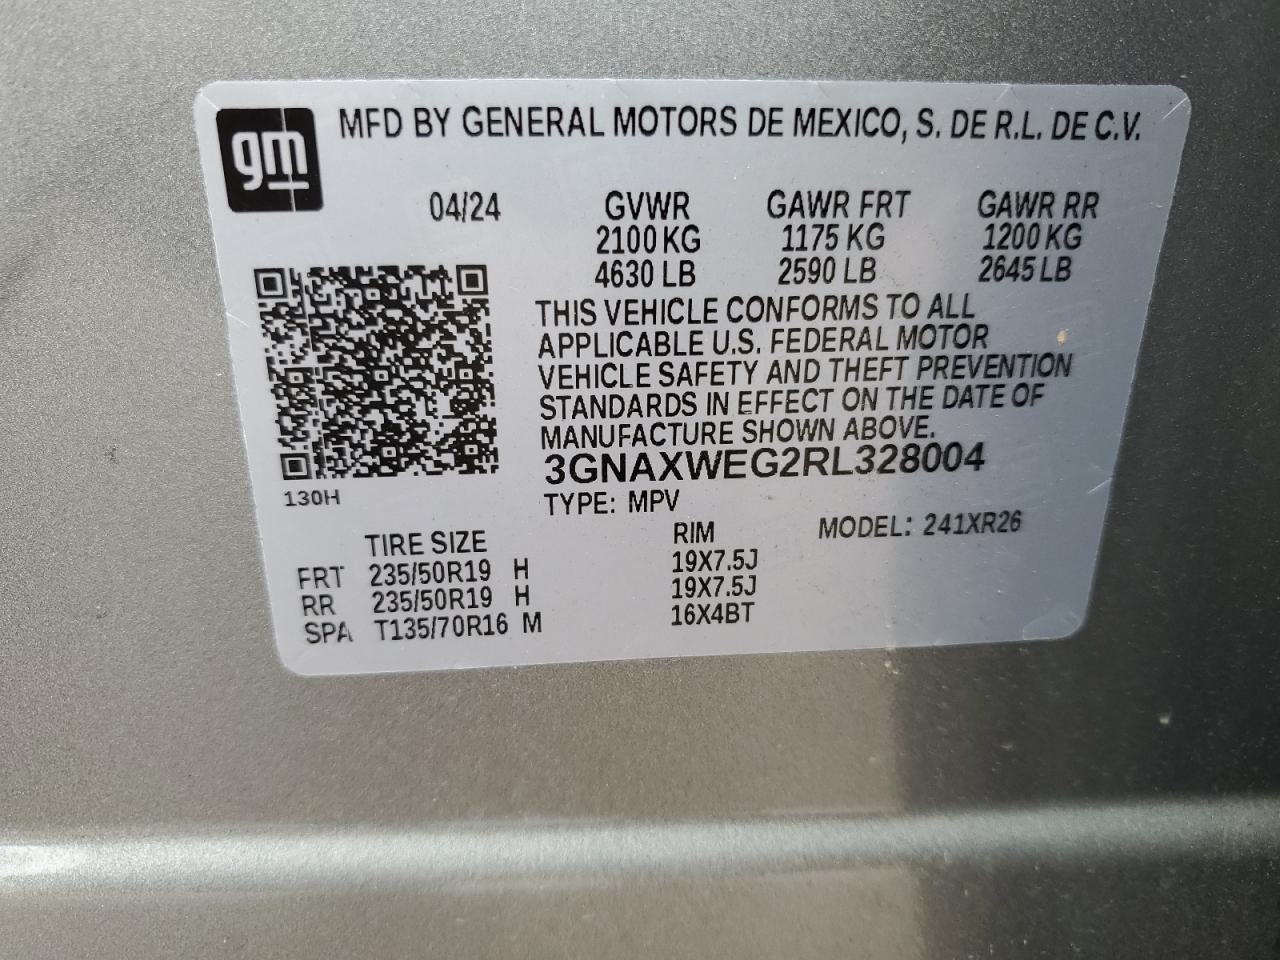 gm
MFD BY GENERAL MOTORS DE MEXICO, S. DE R.L. DE C.V.
04/24 GVWR GAWR FRT GAWR RR
2100 KG 1175 KG 1200 KG
4630 LB 2590 LB 2645 LB
THIS VEHICLE CONFORMS TO ALL
APPLICABLE U.S. FEDERAL MOTOR
VEHICLE SAFETY AND THEFT PREVENTION
STANDARDS IN EFFECT ON THE DATE OF
MANUFACTURE SHOWN ABOVE.
3GNAXWEG2RL328004
130H
TYPE: MPV
MODEL: 241XR26
TIRE SIZE RIM
FRT 235/50R19 H 19X7.5J
RR 235/50R19 H 19X7.5J
SPA T135/70R16 M 16X4BT